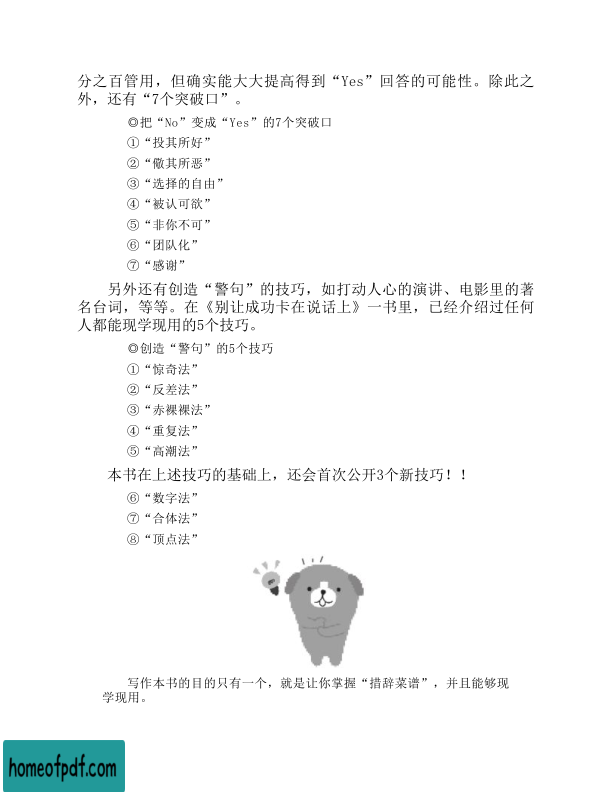 分之百管用，但确实能大大提高得到“Yes”回答的可能性。除此之
外，还有“7个突破口”。
◎把“No”变成“Yes”的7个突破口
①“投其所好”
②“儆其所恶”
③“选择的自由”
④“被认可欲”
⑤“非你不可”
⑥“团队化”
⑦“感谢”
另外还有创造“警句”的技巧，如打动人心的演讲、电影里的著
名台词，等等。在《别让成功卡在说话上》一书里，已经介绍过任何
人都能现学现用的5个技巧。
◎创造“警句”的5个技巧
①“惊奇法”
②“反差法”
③“赤裸裸法”
④“重复法”
⑤“高潮法”
本书在上述技巧的基础上，还会首次公开3个新技巧！！
⑥“数字法”
⑦“合体法”
⑧“顶点法”
写作本书的目的只有一个，就是让你掌握“措辞菜谱”，并且能够现
学现用。
homeofpdf.com